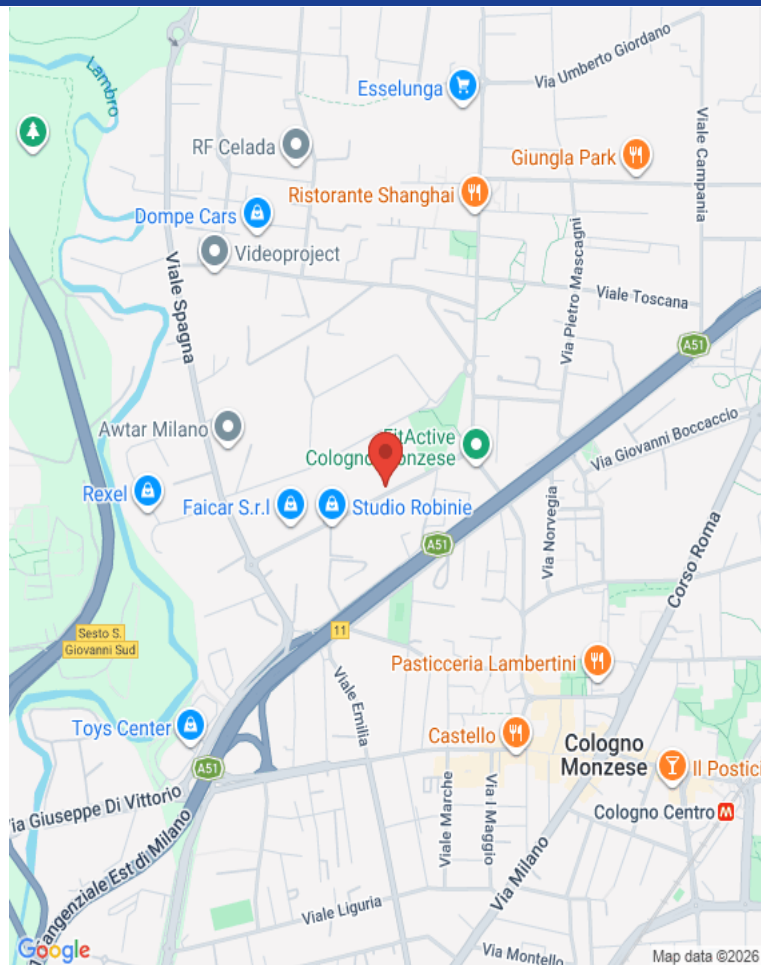 Lambro
Via Umberto Giordano
Esselunga
Viale Campania
RF Celada
Giungla Park
Ristorante Shanghai
Dompe Cars
Videoproject
Viale Spagna
Via Pietro Mascagni
Viale Toscana
A51
Awtar Milano
FitActive
Cologno Monzese
Via Giovanni Boccaccio
Rexel
Faicar S.r.l
Studio Robinie
A51
Via Norvegia
Corso Roma
Sesto S.
Giovanni Sud
11
Pasticceria Lambertini
Viale Emilia
Toys Center
Castello
Cologno
Monzese
Il Postici
A51
Via Giuseppe Di Vittorio
Viale Marche
Via I Maggio
Cologno Centro M
Tangenziale Est di Milano
Via Milano
Viale Liguria
Via Montello
Google
Map data ©2026